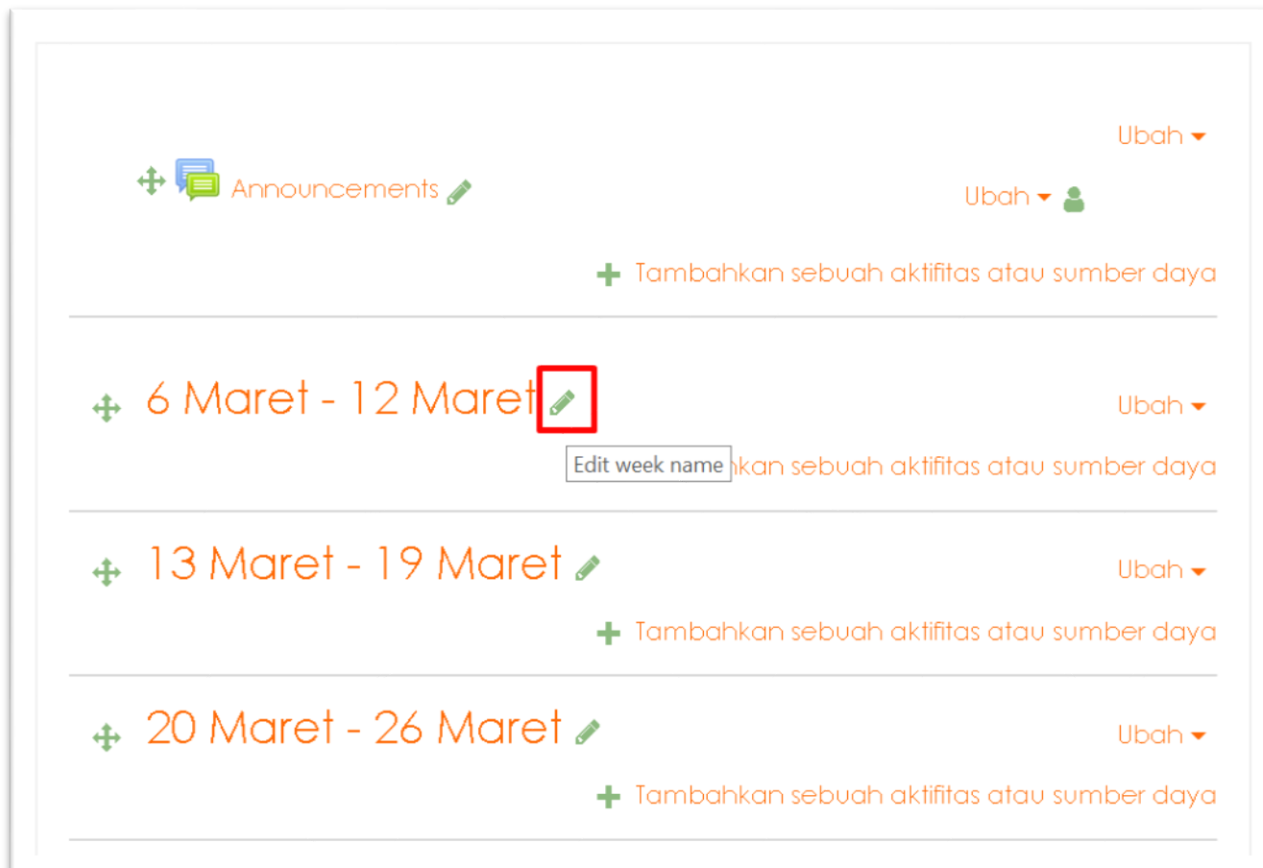 Ubah
Announcements
Ubah
Tambahkan sebuah aktifitas atau sumber daya
6 Maret - 12 Maret
Ubah
Edit week name
kan sebuah aktifitas atau sumber daya
13 Maret - 19 Maret
Ubah
Tambahkan sebuah aktifitas atau sumber daya
20 Maret - 26 Maret
Ubah
Tambahkan sebuah aktifitas atau sumber daya